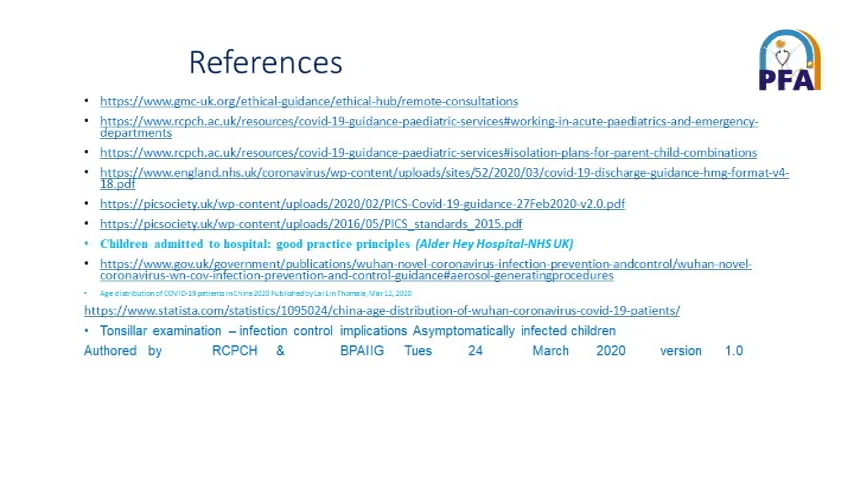 References
PFA
• https://www.gmc-uk.org/ethical-guidance/ethical-hub/remote-consultations
• https://www.rcpch.ac.uk/resources/covid-19-guidance-paediatric-services#working-in-acute-paediatrics-and-emergency-
departments
• https://www.rcpch.ac.uk/resources/covid-19-guidance-paediatric-services#isolation-plans-for-parent-child-combinations
• https://www.england.nhs.uk/coronavirus/wp-content/uploads/sites/52/2020/03/covid-19-discharge-guidance-hmg-format-v4-
18.pdf
• https://picsociety.uk/wp-content/uploads/2020/02/PICS-Covid-19-guidance-27Feb2020-v2.0.pdf
• https://picsociety.uk/wp-content/uploads/2016/05/PICS_standards_2015.pdf
• Children admitted to hospital: good practice principles (Alder Hey Hospital-NHS UK)
• https://www.gov.uk/government/publications/wuhan-novel-coronavirus-infection-prevention-andcontrol/wuhan-novel-
coronavirus-wn-cov-infection-prevention-and-control-guidance#aerosol-generatingprocedures
• Age distribution of COVID-19 patients in China 2020 Published by Lai Lin Thomala, Mar 12, 2020
https://www.statista.com/statistics/1095024/china-age-distribution-of-wuhan-coronavirus-covid-19-patients/
• Tonsillar examination – infection control implications Asymptomatically infected children
Authored by RCPCH & BPAIIG Tues 24 March 2020 version 1.0